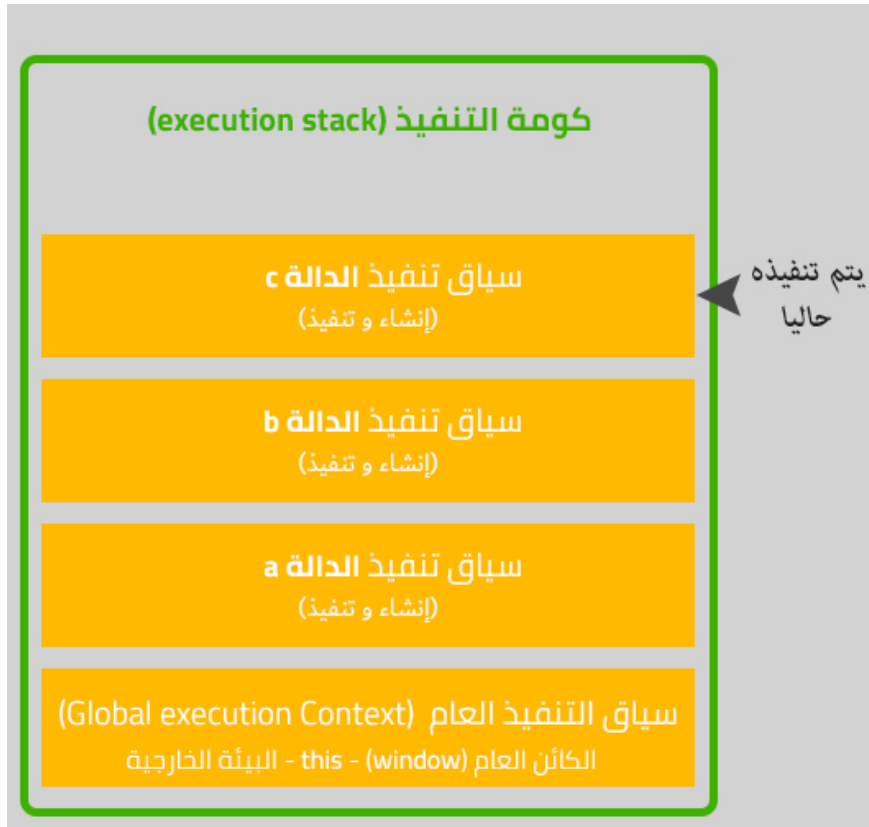 كومة التنفيذ (execution stack)
سياق تنفيذ الدالة c
(إنشاء و تنفيذ)
يتم تنفيذه
حاليا
سياق تنفيذ الدالة b
(إنشاء و تنفيذ)
سياق تنفيذ الدالة a
(إنشاء و تنفيذ)
سياق التنفيذ العام (Global execution Context)
الكائن العام (window) - this - البيئة الخارجية